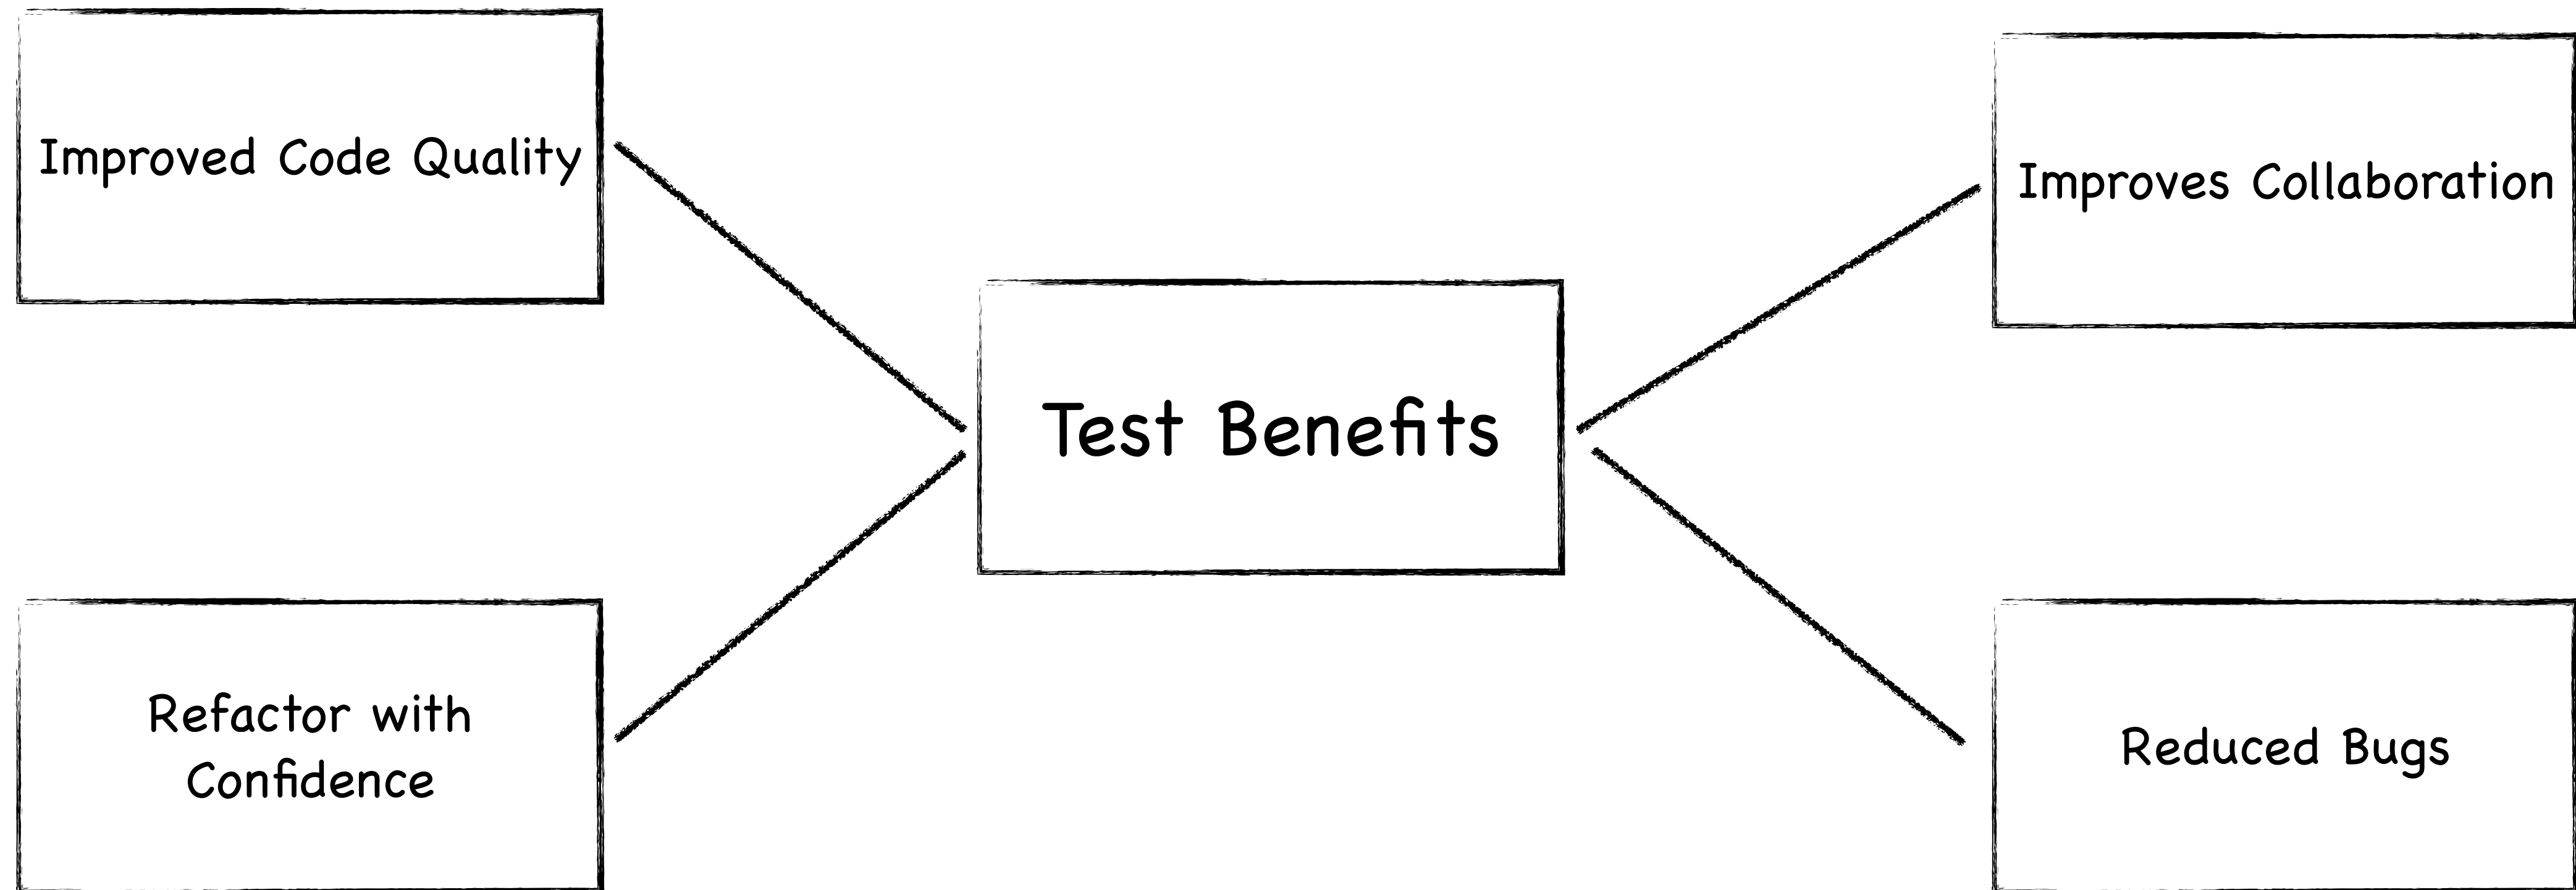 Improved Code Quality
Improves Collaboration
Test Benefits
Refactor with
Confidence
Reduced Bugs